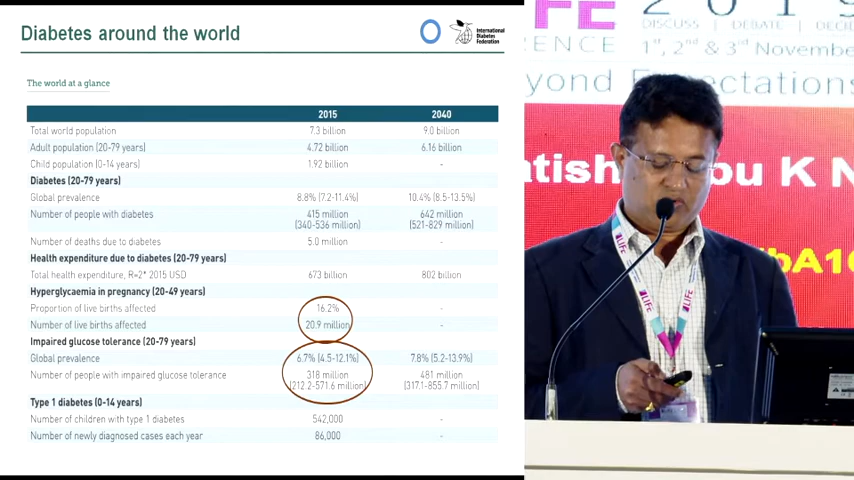 Diabetes around the world
International
Diabetes
Federation
The world at a glance
2015 2040
Total world population 7.3 billion 9.0 billion
Adult population (20-79 years) 4.72 billion 6.16 billion
Child population (0-14 years) 1.92 billion -
Diabetes (20-79 years)
Global prevalence 8.8% (7.2-11.4%) 10.4% (8.5-13.5%)
Number of people with diabetes 415 million 642 million
(340-536 million) (521-829 million)
Number of deaths due to diabetes 5.0 million -
Health expenditure due to diabetes (20-79 years)
Total health expenditure, R=2* 2015 USD 673 billion 802 billion
Hyperglycaemia in pregnancy (20-49 years)
Proportion of live births affected 16.2% -
Number of live births affected 20.9 million -
Impaired glucose tolerance (20-79 years)
Global prevalence 6.7% (4.5-12.1%) 7.8% (5.2-13.9%)
Number of people with impaired glucose tolerance 318 million 481 million
(212.2-571.6 million) (317.1-855.7 million)
Type 1 diabetes (0-14 years)
Number of children with type 1 diabetes 542,000 -
Number of newly diagnosed cases each year 86,000 -
iFe 2019
DISCUSS | DEBATE | DECI
ERENCE 1st, 2nd & 3rd Novembe
yond Expectations
atish bu K N
bA1
LIFe
LIFe